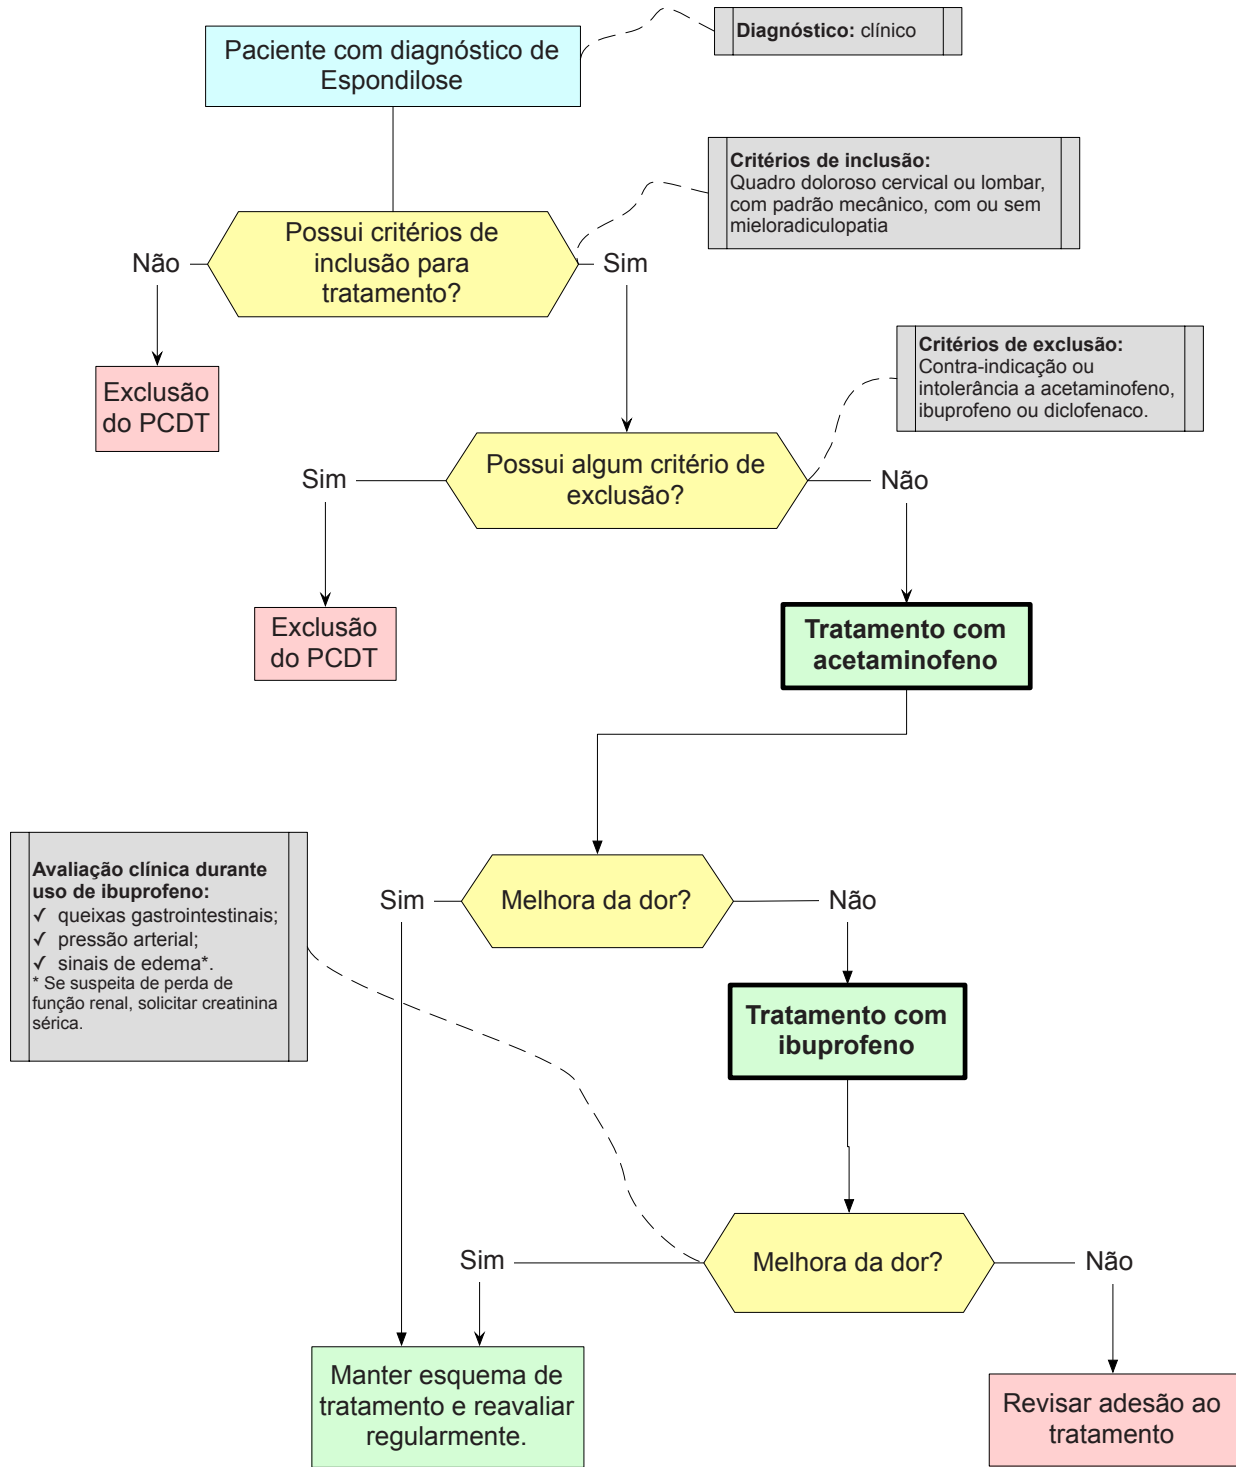 Paciente com diagnóstico de
Espondilose
Diagnóstico: clínico
Critérios de inclusão:
Quadro doloroso cervical ou lombar,
com padrão mecânico, com ou sem
mieloradiculopatia
Possui critérios de
inclusão para
tratamento?
Não
Sim
Exclusão
do PCDT
Critérios de exclusão:
Contra-indicação ou
intolerância a acetaminofeno,
ibuprofeno ou diclofenaco.
Possui algum critério de
exclusão?
Sim
Não
Exclusão
do PCDT
Tratamento com
acetaminofeno
Avaliação clínica durante
uso de ibuprofeno:
✓ queixas gastrointestinais;
✓ pressão arterial;
✓ sinais de edema*.
* Se suspeita de perda de
função renal, solicitar creatinina
sérica.
Sim
Melhora da dor?
Não
Tratamento com
ibuprofeno
Sim
Melhora da dor?
Não
Manter esquema de
tratamento e reavaliar
regularmente.
Revisar adesão ao
tratamento